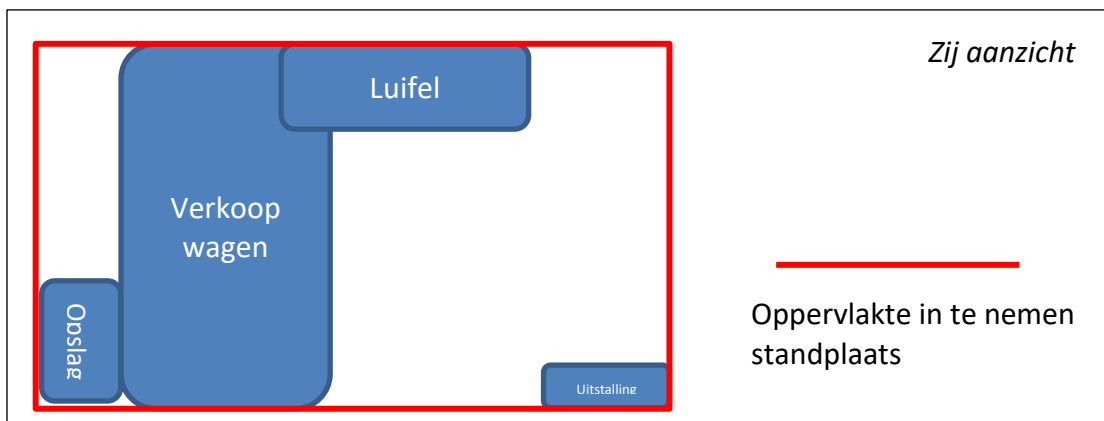 Zij aanzicht
Luifel
Verkoop
wagen
Opslag
Uitstalling
Oppervlakte in te nemen
standplaats